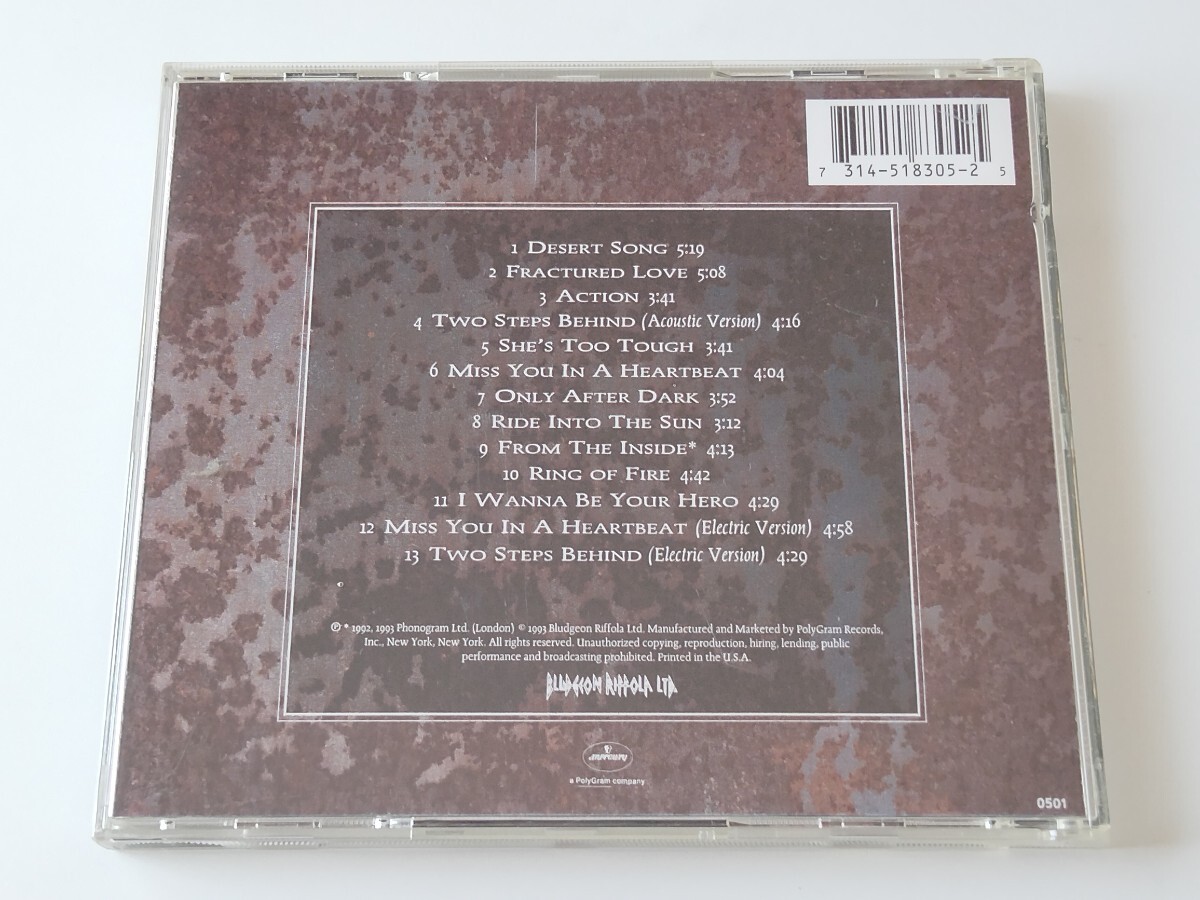 7 314-518305-2 5
1 Desert Song 5:19
2 Fractured Love 5:08
3 Action 3:41
4 Two Steps Behind (Acoustic Version) 4:16
5 She's Too Tough 3:41
6 Miss You In A Heartbeat 4:04
7 Only After Dark 3:52
8 Ride Into The Sun 3:12
9 From The Inside* 4:13
10 Ring of Fire 4:42
11 I Wanna Be Your Hero 4:29
12 Miss You In A Heartbeat (Electric Version) 4:58
13 Two Steps Behind (Electric Version) 4:29
℗ * 1992, 1993 Phonogram Ltd. (London) © 1993 Bludgeon Riffola Ltd. Manufactured and Marketed by PolyGram Records,
Inc., New York, New York. All rights reserved. Unauthorized copying, reproduction, hiring, lending, public
performance and broadcasting prohibited. Printed in the U.S.A.
BLUDGEON RIFFOLA LTD.
mercury
a PolyGram company
0501